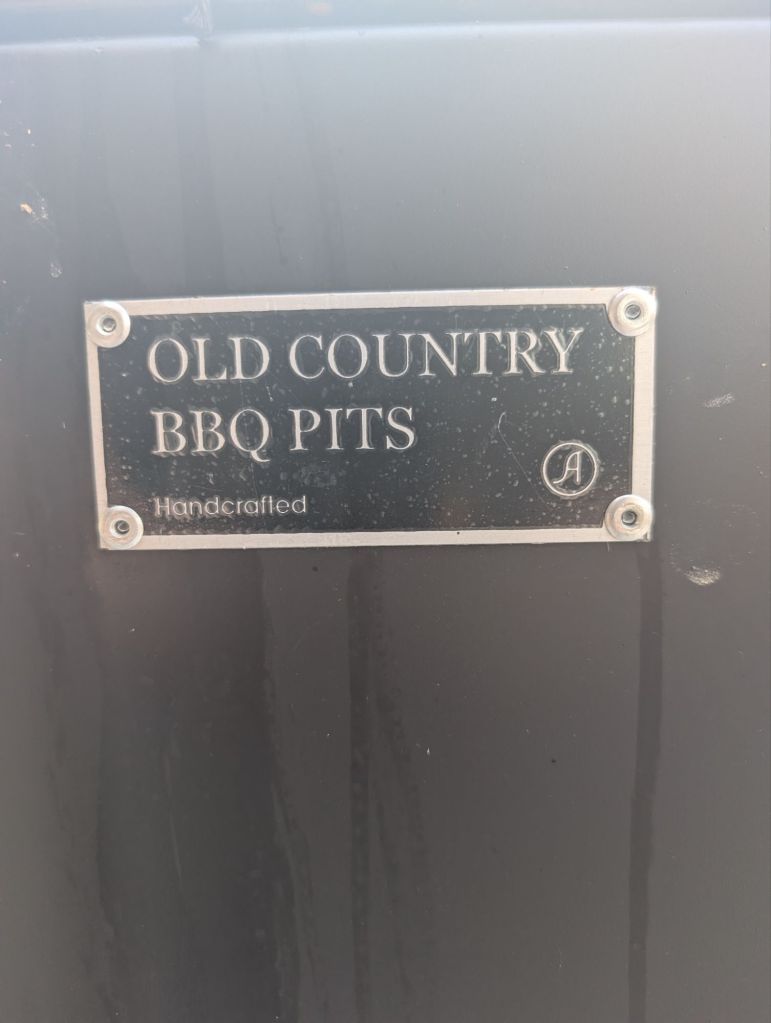 OLD COUNTRY
BBQ PITS
A
Handcrafted